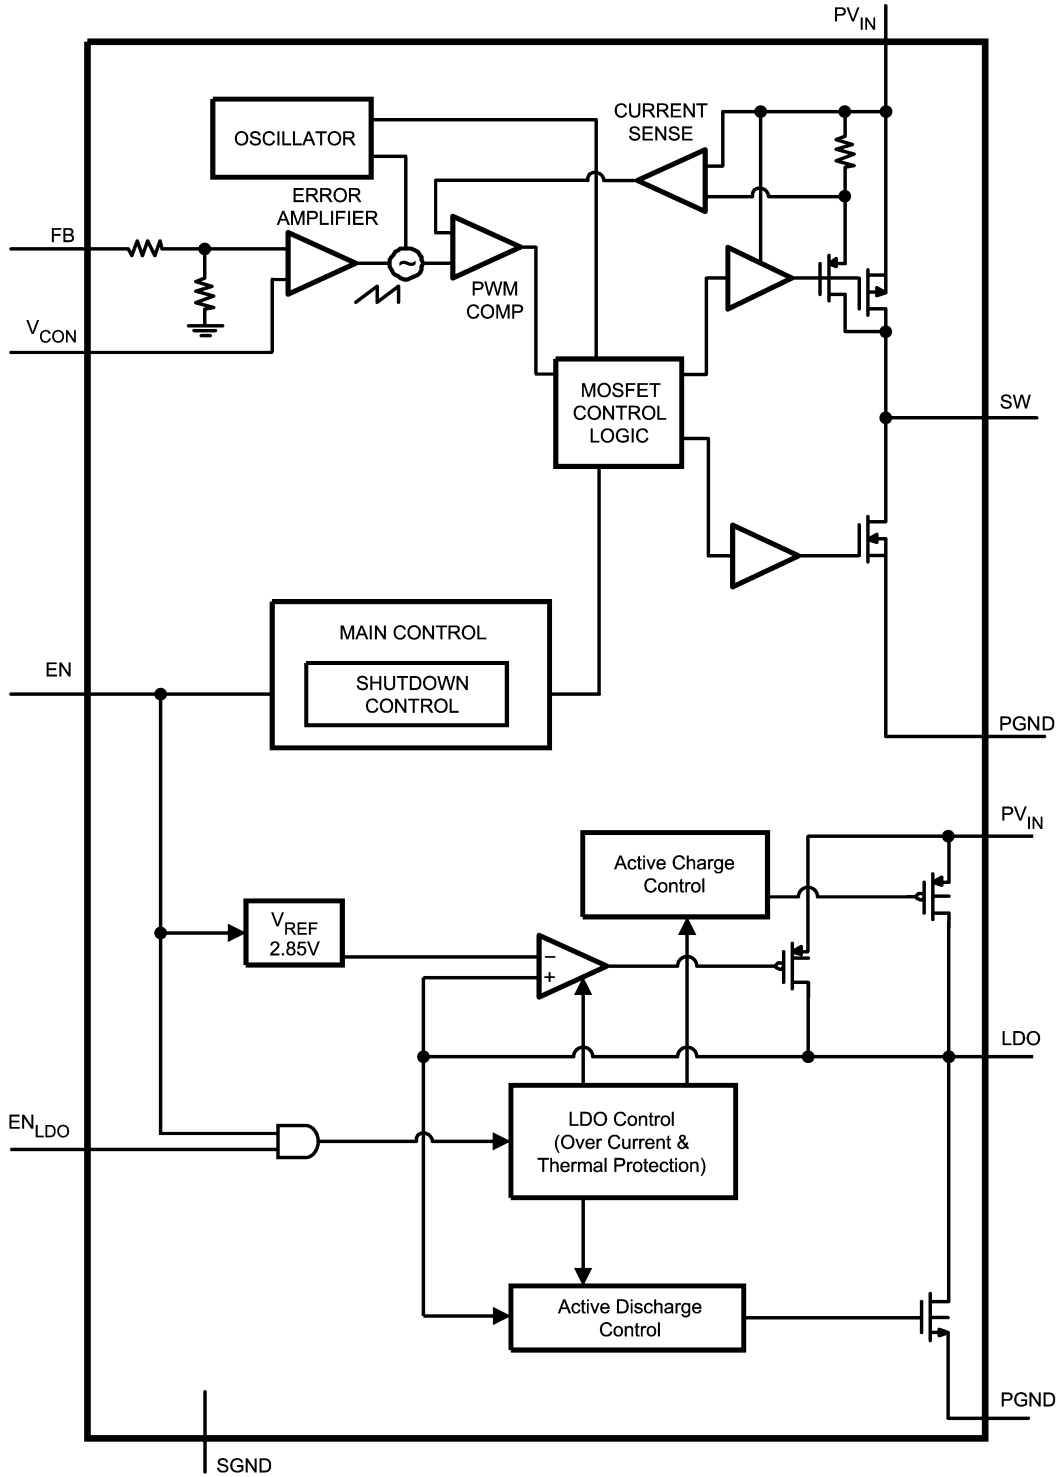 PVIN
OSCILLATOR
CURRENT
SENSE
ERROR
AMPLIFIER
FB
~
PWM
COMP
VCON
MOSFET
CONTROL
LOGIC
SW
MAIN CONTROL
SHUTDOWN
CONTROL
EN
PGND
PVIN
Active Charge
Control
VREF
2.85V
−
+
LDO
ENLDO
LDO Control
(Over Current &
Thermal Protection)
Active Discharge
Control
PGND
SGND